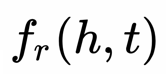 f_r(h, t)